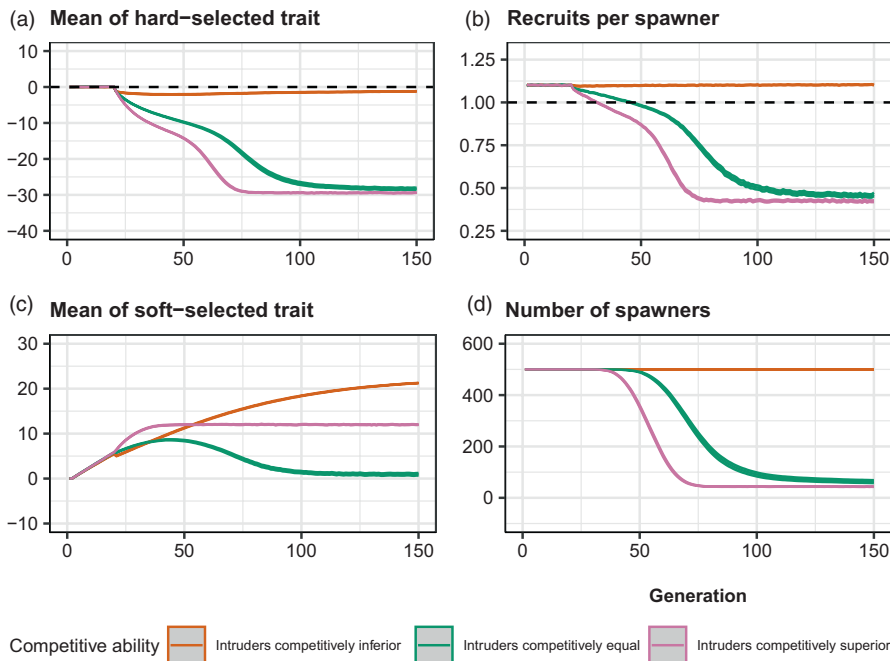 (a) Mean of hard−selected trait
10
0
−10
−20
−30
−40
0 50 100 150
(b) Recruits per spawner
1.25
1.00
0.75
0.50
0.25
0 50 100 150
(c) Mean of soft−selected trait
30
20
10
0
−10
0 50 100 150
(d) Number of spawners
600
400
200
0
0 50 100 150
Generation
Competitive ability Intruders competitively inferior Intruders competitively equal Intruders competitively superior